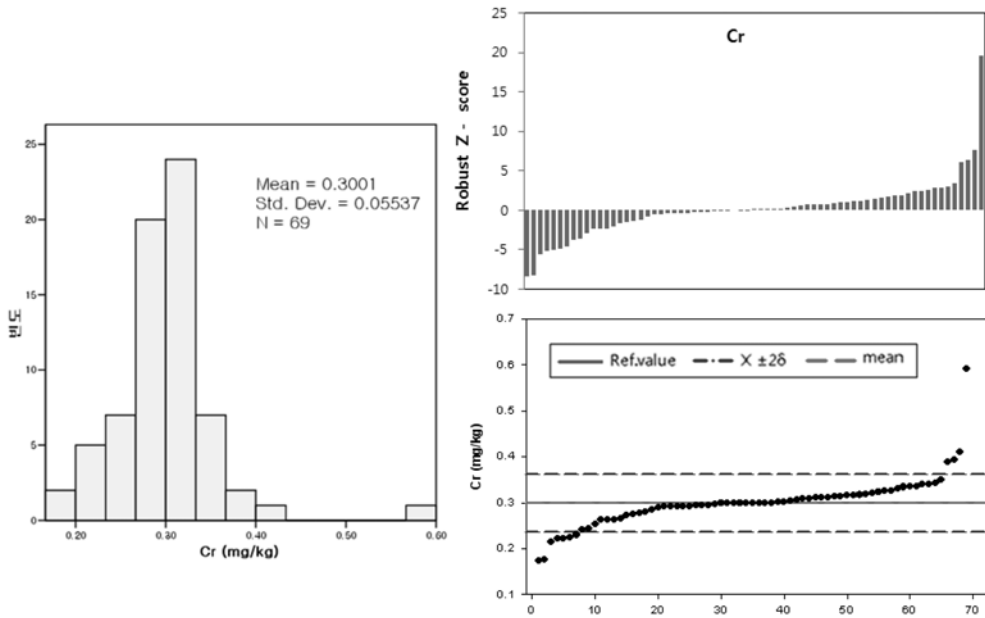 25
20
15
10
5
0
빈도
Mean = 0.3001
Std. Dev. = 0.05537
N = 69
0.20 0.30 0.40 0.50 0.60
Cr (mg/kg)
Cr
Robust Z - score
25
20
15
10
5
0
-5
-10
0.7
0.6
0.5
0.4
0.3
0.2
0.1
Cr (mg/kg)
Ref.value X ±2δ mean
0 10 20 30 40 50 60 70